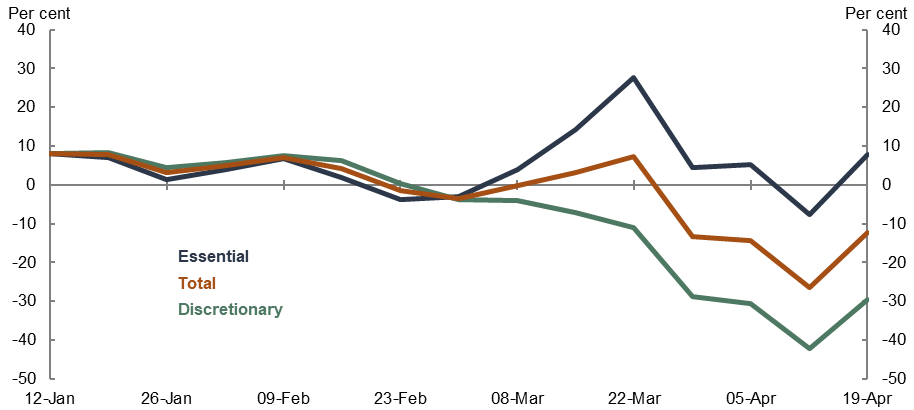 Per cent Per cent
40 40
30 30
20 20
10 10
0 0
-10 -10
-20 -20
Essential
Total
Discretionary
-30 -30
-40 -40
-50 -50
12-Jan 26-Jan 09-Feb 23-Feb 08-Mar 22-Mar 05-Apr 19-Apr